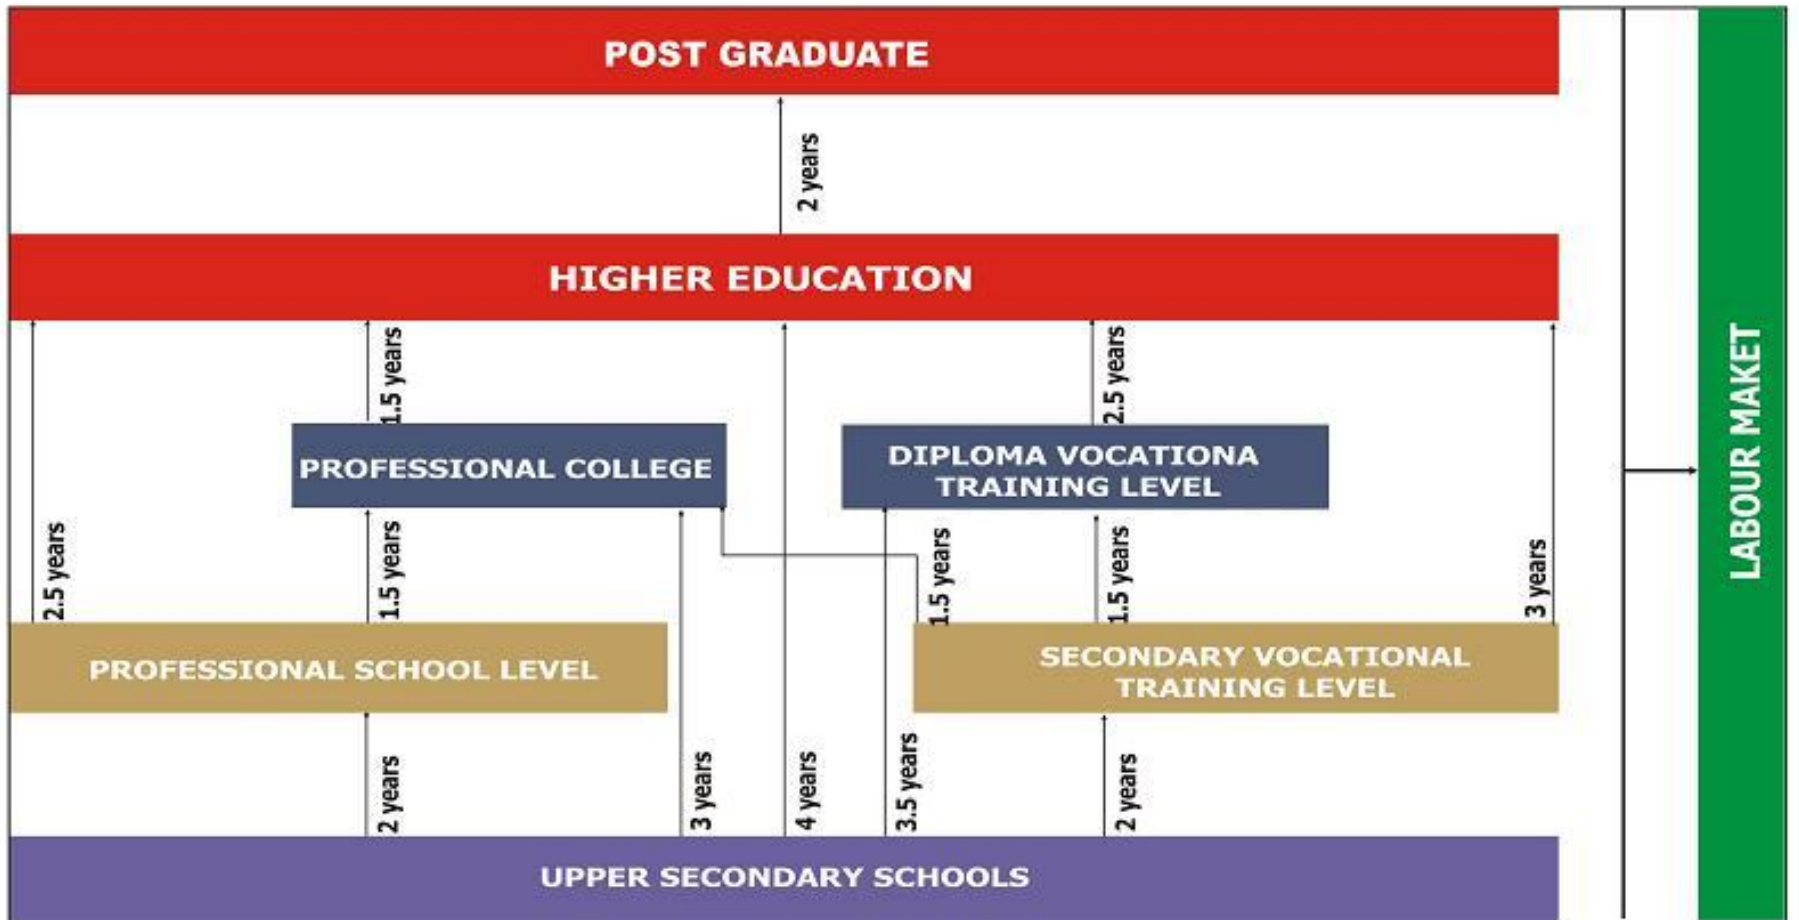 POST GRADUATE
2 years
HIGHER EDUCATION
1.5 years
2.5 years
PROFESSIONAL COLLEGE
DIPLOMA VOCATIONA
TRAINING LEVEL
2.5 years
1.5 years
1.5 years
1.5 years
3 years
PROFESSIONAL SCHOOL LEVEL
SECONDARY VOCATIONAL
TRAINING LEVEL
2 years
3 years
4 years
3.5 years
2 years
UPPER SECONDARY SCHOOLS
LABOUR MAKET